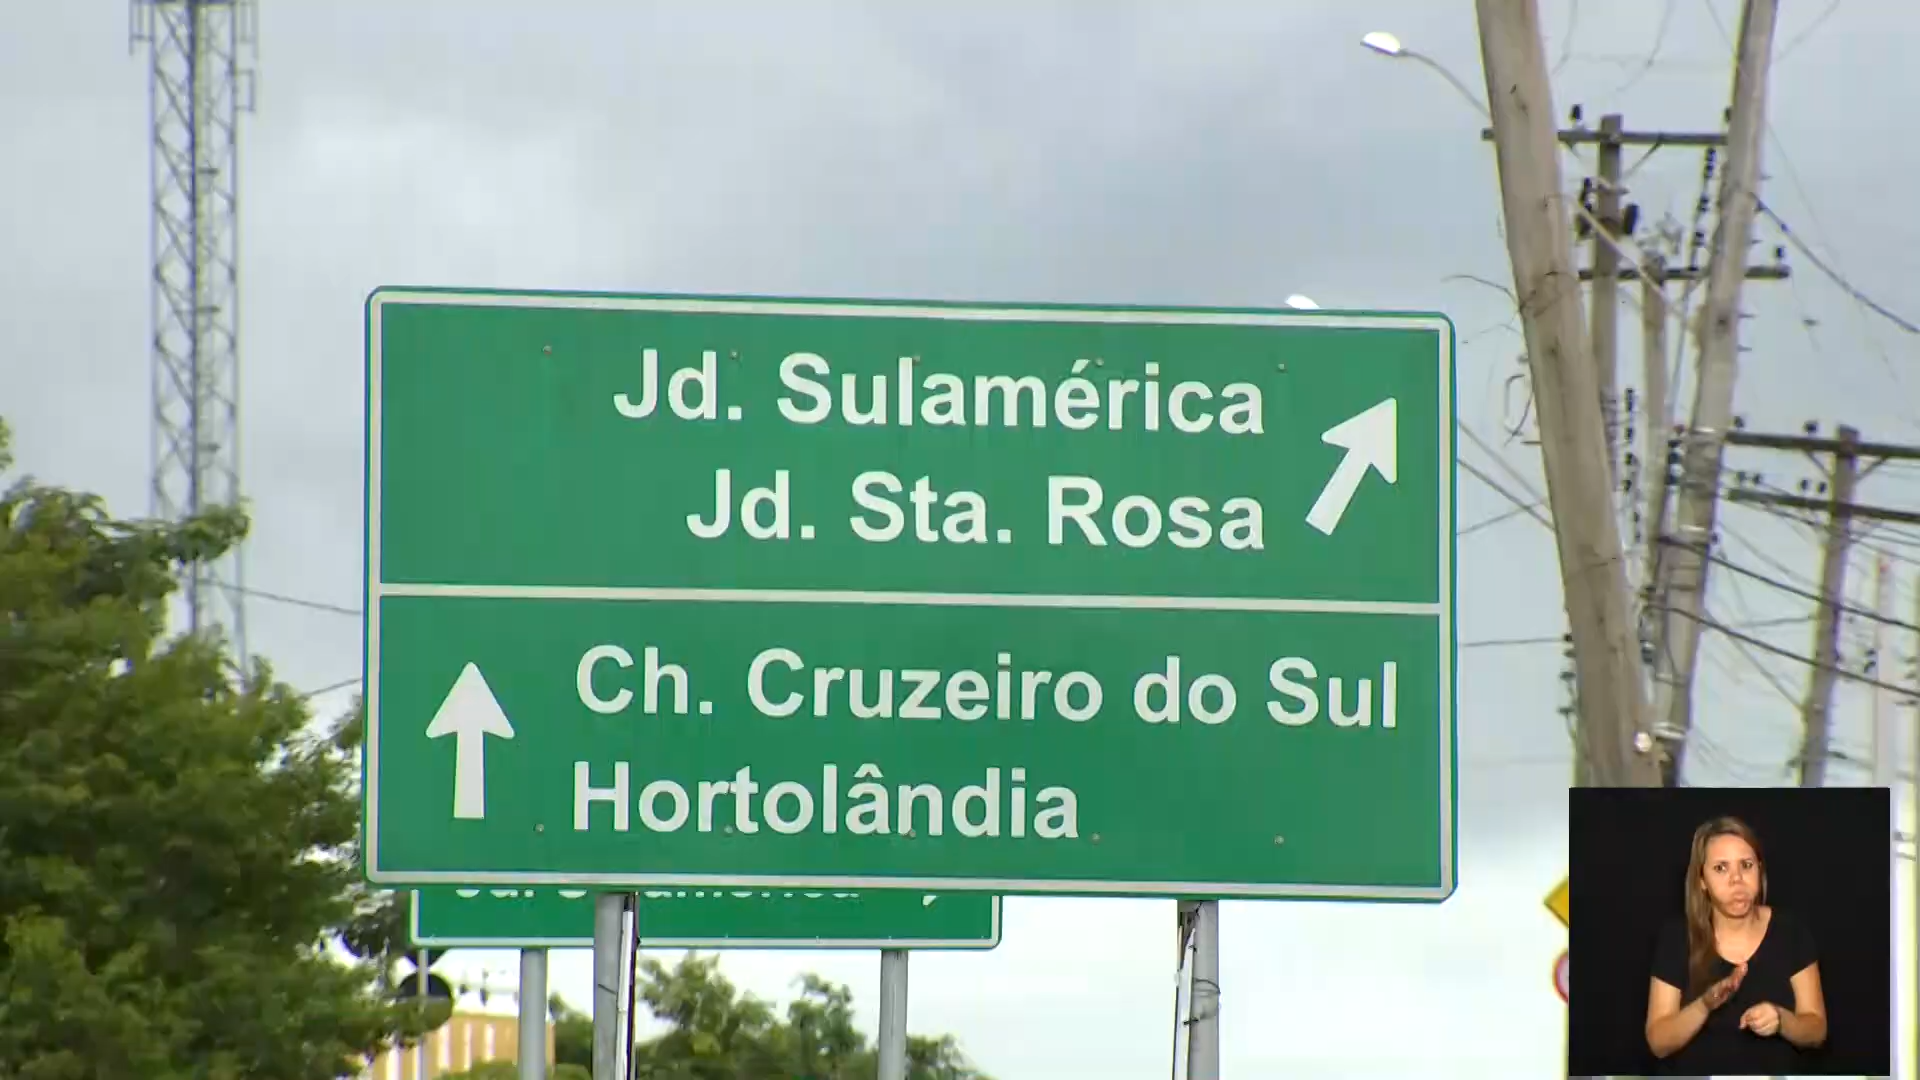 Jd. Sulamérica
Jd. Sta. Rosa
Ch. Cruzeiro do Sul
Hortolândia